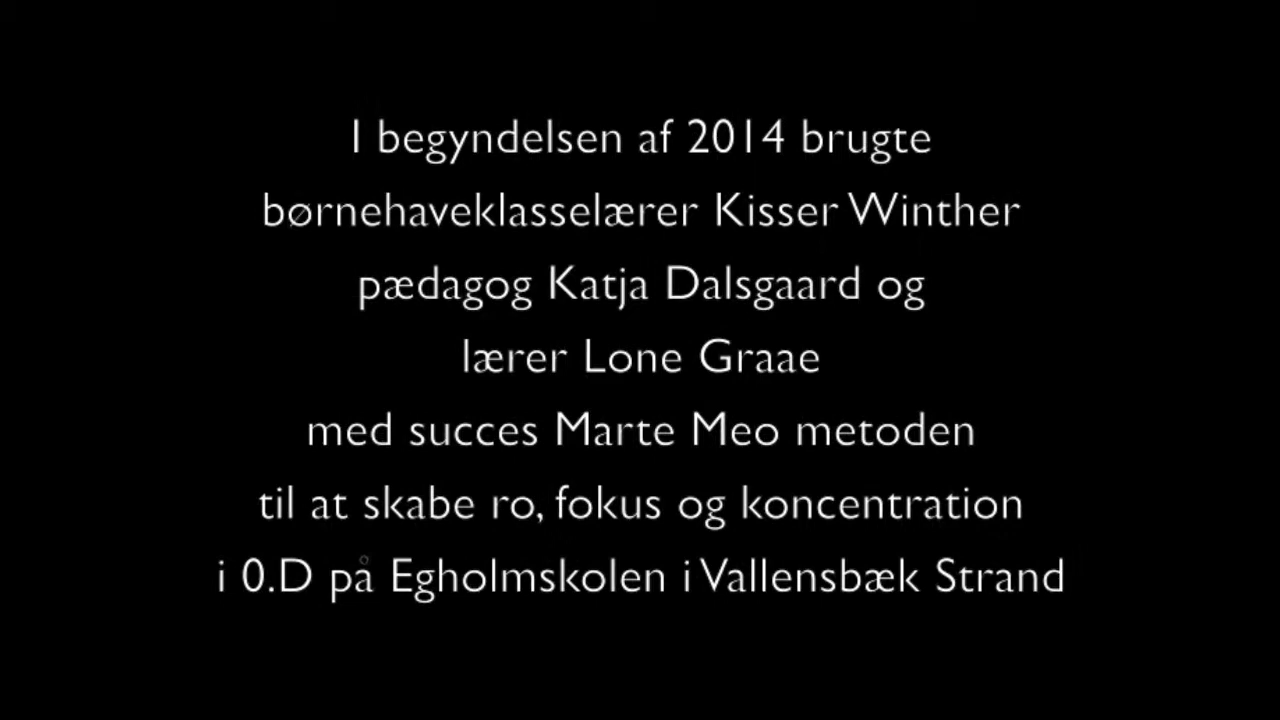 I begyndelsen af 2014 brugte
børnehaveklasselærer Kisser Winther
pædagog Katja Dalsgaard og
lærer Lone Graae
med succes Marte Meo metoden
til at skabe ro, fokus og koncentration
i 0.D på Egholmskolen i Vallensbæk Strand